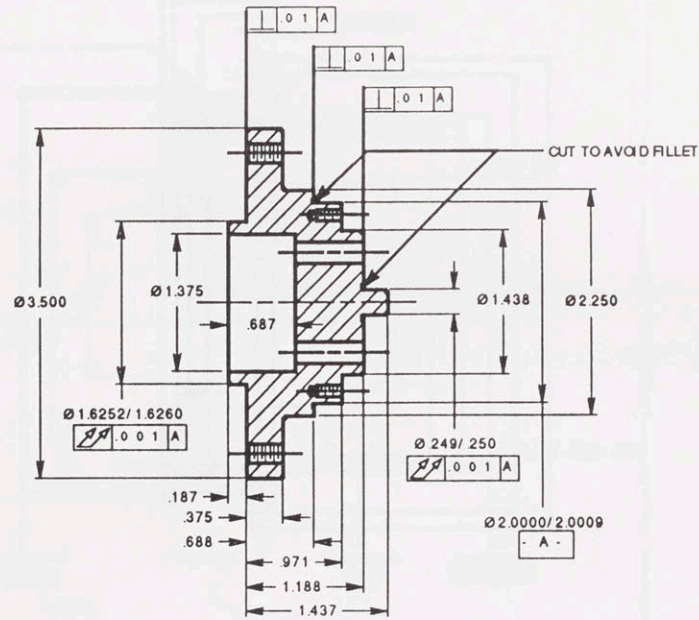 ⟂ .01 A
⟂ .01 A
⟂ .01 A
CUT TO AVOID FILLET
Ø3.500
Ø1.375
.687
Ø1.438
Ø2.250
Ø1.6252/1.6260
.001 A
Ø.249/.250
.001 A
Ø2.0000/2.0009
- A -
.187
.375
.688
.971
1.188
1.437